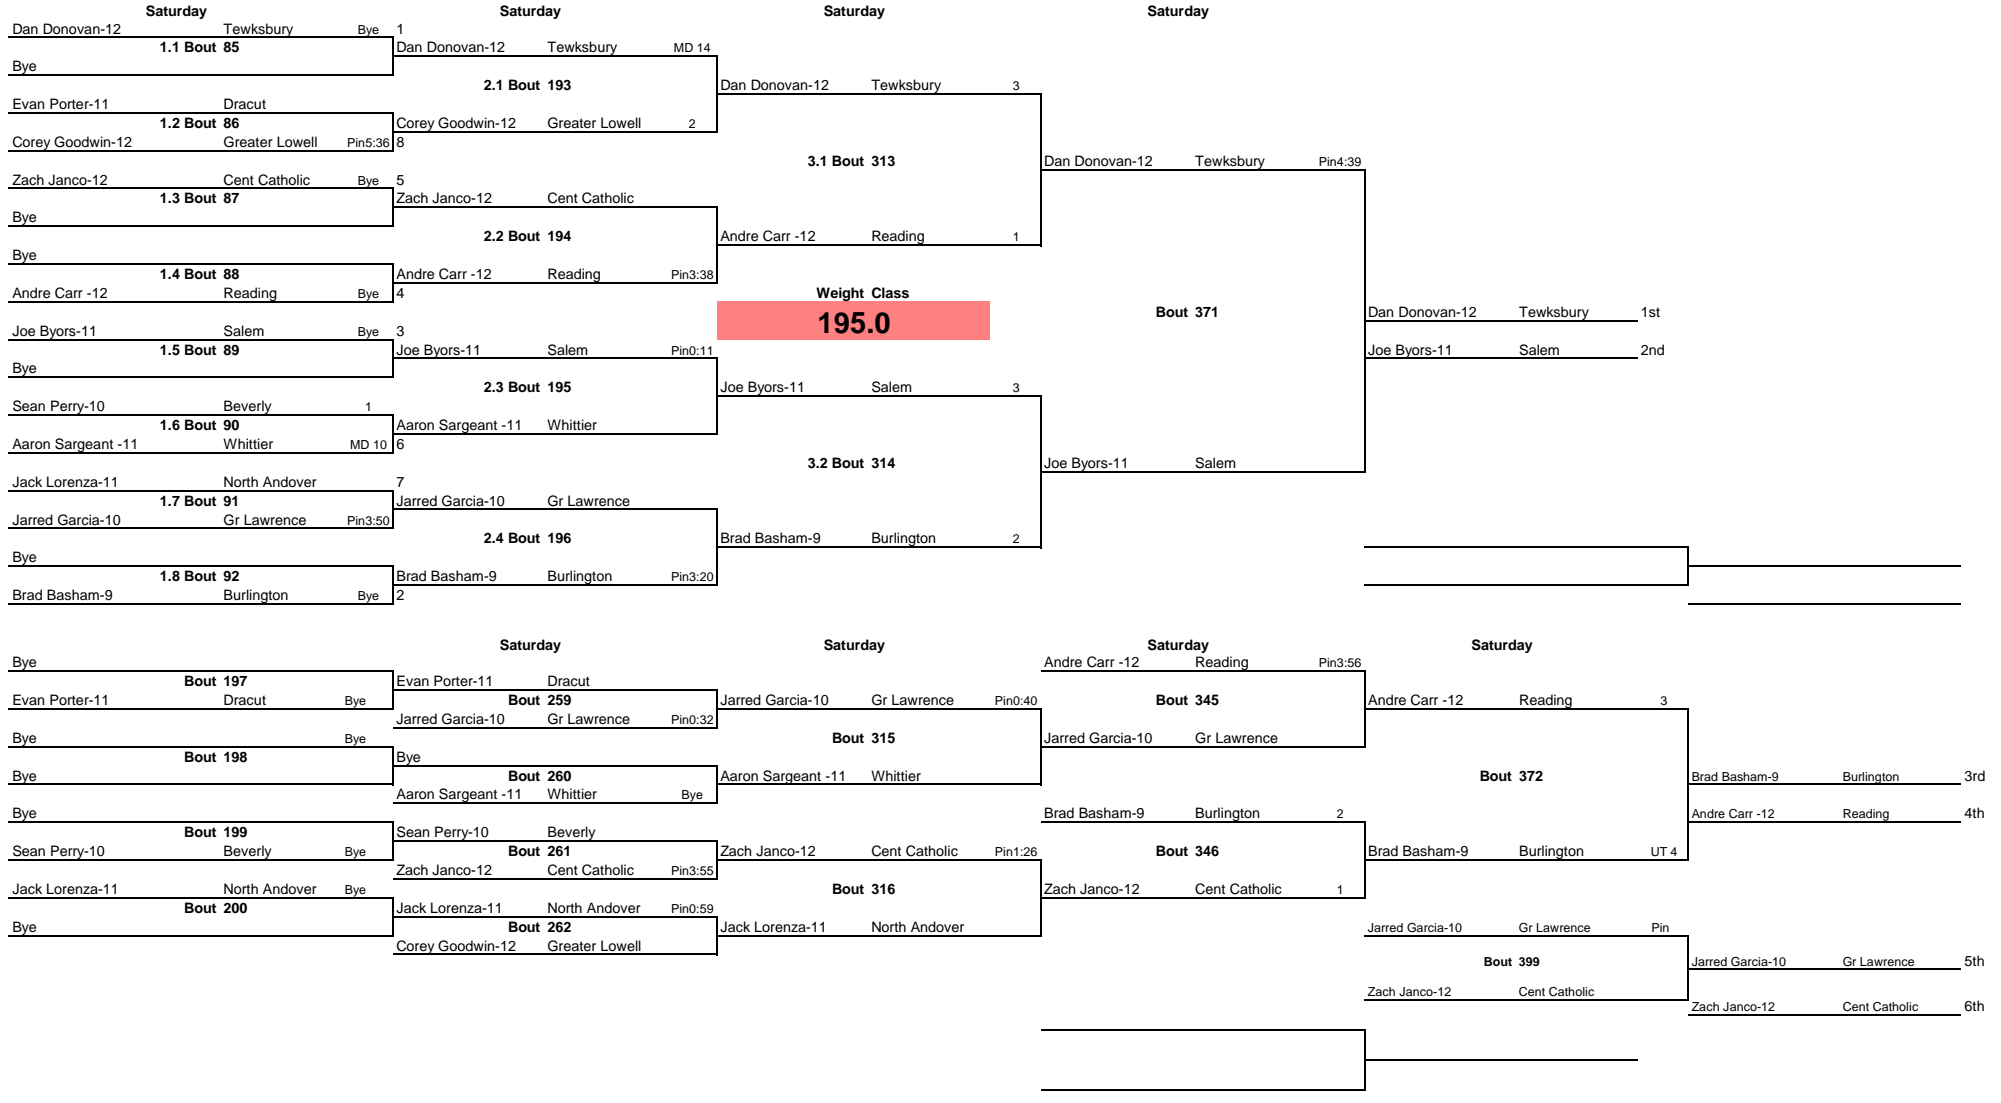 Saturday Saturday Saturday Saturday
Dan Donovan-12 Tewksbury Bye 1
1.1 Bout 85 Dan Donovan-12 Tewksbury MD 14
Bye
2.1 Bout 193 Dan Donovan-12 Tewksbury 3
Evan Porter-11 Dracut
1.2 Bout 86 Corey Goodwin-12 Greater Lowell 2
Corey Goodwin-12 Greater Lowell Pin5:36 8
3.1 Bout 313 Dan Donovan-12 Tewksbury Pin4:39
Zach Janco-12 Cent Catholic Bye 5
1.3 Bout 87 Zach Janco-12 Cent Catholic
Bye
2.2 Bout 194 Andre Carr -12 Reading 1
Bye
1.4 Bout 88 Andre Carr -12 Reading Pin3:38
Andre Carr -12 Reading Bye 4 Weight Class
195.0 Bout 371 Dan Donovan-12 Tewksbury 1st
Joe Byors-11 Salem Bye 3
1.5 Bout 89 Joe Byors-11 Salem Pin0:11 Joe Byors-11 Salem 2nd
Bye
2.3 Bout 195 Joe Byors-11 Salem 3
Sean Perry-10 Beverly 1
1.6 Bout 90 Aaron Sargeant -11 Whittier
Aaron Sargeant -11 Whittier MD 10 6
3.2 Bout 314 Joe Byors-11 Salem
Jack Lorenza-11 North Andover 7
1.7 Bout 91 Jarred Garcia-10 Gr Lawrence
Jarred Garcia-10 Gr Lawrence Pin3:50
2.4 Bout 196 Brad Basham-9 Burlington 2
Bye
1.8 Bout 92 Brad Basham-9 Burlington Pin3:20
Brad Basham-9 Burlington Bye 2
Saturday Saturday Saturday Saturday
Bye Andre Carr -12 Reading Pin3:56
Bout 197 Evan Porter-11 Dracut
Evan Porter-11 Dracut Bye Bout 259 Jarred Garcia-10 Gr Lawrence Pin0:40 Bout 345 Andre Carr -12 Reading 3
Jarred Garcia-10 Gr Lawrence Pin0:32
Bye Bye Bout 315 Jarred Garcia-10 Gr Lawrence
Bout 198 Bye
Bye Bout 260 Aaron Sargeant -11 Whittier Bout 372 Brad Basham-9 Burlington 3rd
Aaron Sargeant -11 Whittier Bye
Bye Brad Basham-9 Burlington 2 Andre Carr -12 Reading 4th
Bout 199 Sean Perry-10 Beverly
Sean Perry-10 Beverly Bye Bout 261 Zach Janco-12 Cent Catholic Pin1:26 Bout 346 Brad Basham-9 Burlington UT 4
Zach Janco-12 Cent Catholic Pin3:55
Jack Lorenza-11 North Andover Bye Bout 316 Zach Janco-12 Cent Catholic 1
Bout 200 Jack Lorenza-11 North Andover Pin0:59
Bye Bout 262 Jack Lorenza-11 North Andover Jarred Garcia-10 Gr Lawrence Pin
Corey Goodwin-12 Greater Lowell
Bout 399 Jarred Garcia-10 Gr Lawrence 5th
Zach Janco-12 Cent Catholic
Zach Janco-12 Cent Catholic 6th